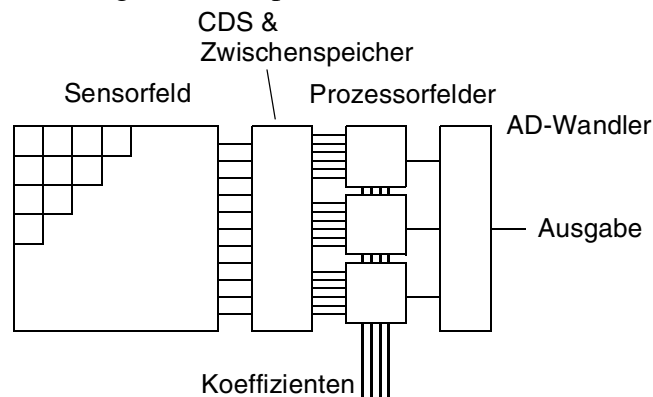 CDS &
Zwischenspeicher
Sensorfeld
Prozessorfelder
AD-Wandler
Ausgabe
Koeffizienten